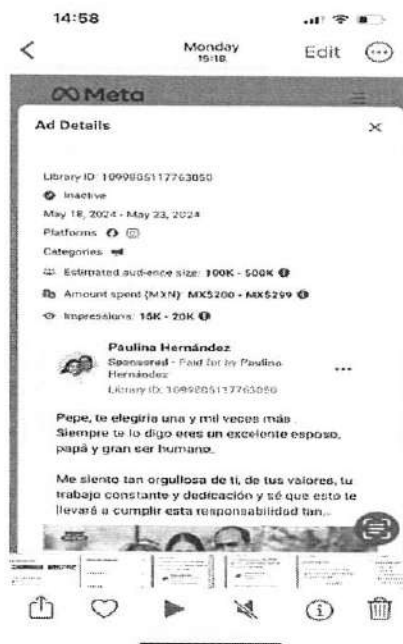 14:58
Monday
15:18
Edit
Meta
Ad Details
Library ID: 1099805117763050
Inactive
May 18, 2024 - May 23, 2024
Platforms
Categories
Estimated audience size: 100K - 500K
Amount spent (MXN): MX$200 - MX$299
Impressions: 15K - 20K
Paulina Hernández
Sponsored - Paid for by Paulina
Hernández
Library ID: 1099805117763050
Pepe, te elegiría una y mil veces más.
Siempre te lo digo eres un excelente esposo,
papá y gran ser humano.
Me siento tan orgullosa de ti, de tus valores, tu
trabajo constante y dedicación y sé que esto te
llevará a cumplir esta responsabilidad tan...